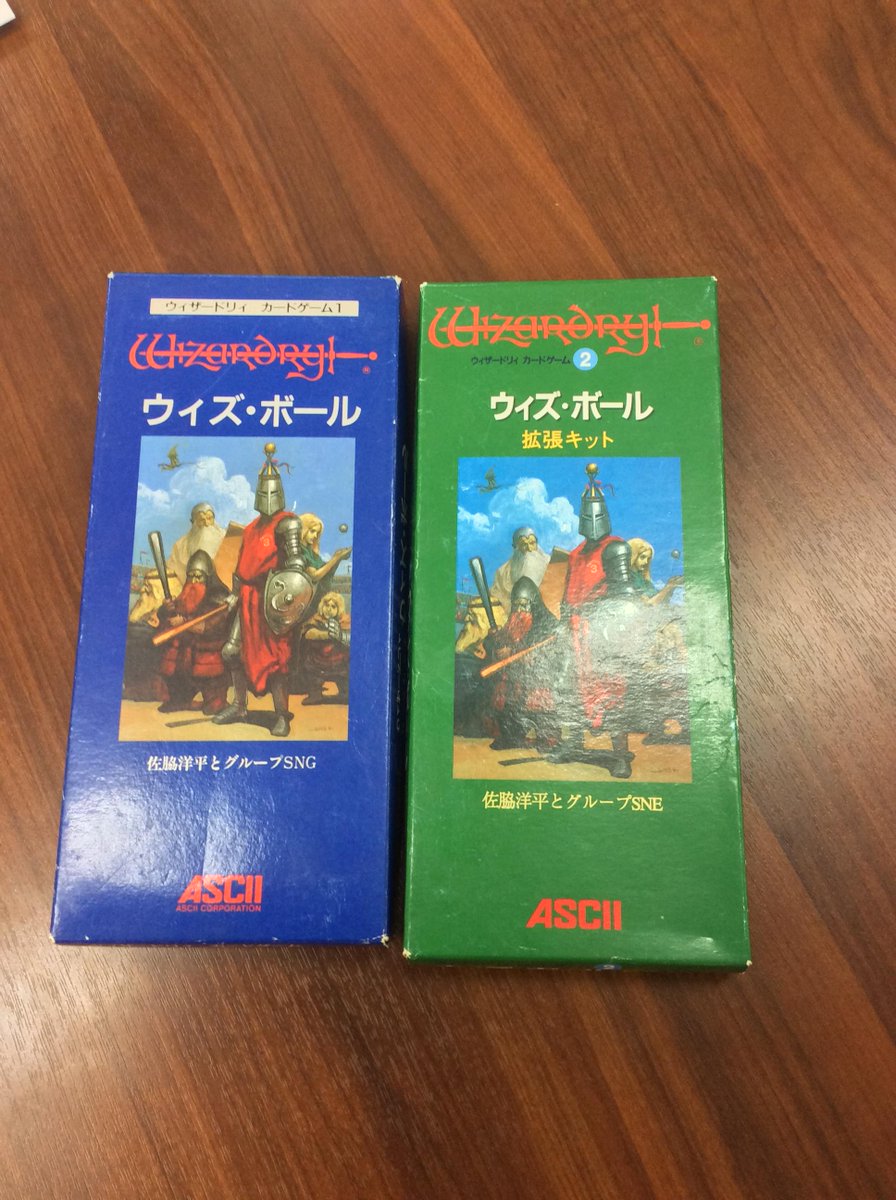 ウィザードリィ カードゲーム1
Wizardry
ウィズ・ボール
佐脇洋平とグループSNG
ASCII
ASCII CORPORATION
Wizardry
ウィザードリィ カードゲーム 2
ウィズ・ボール
拡張キット
佐脇洋平とグループSNE
ASCII